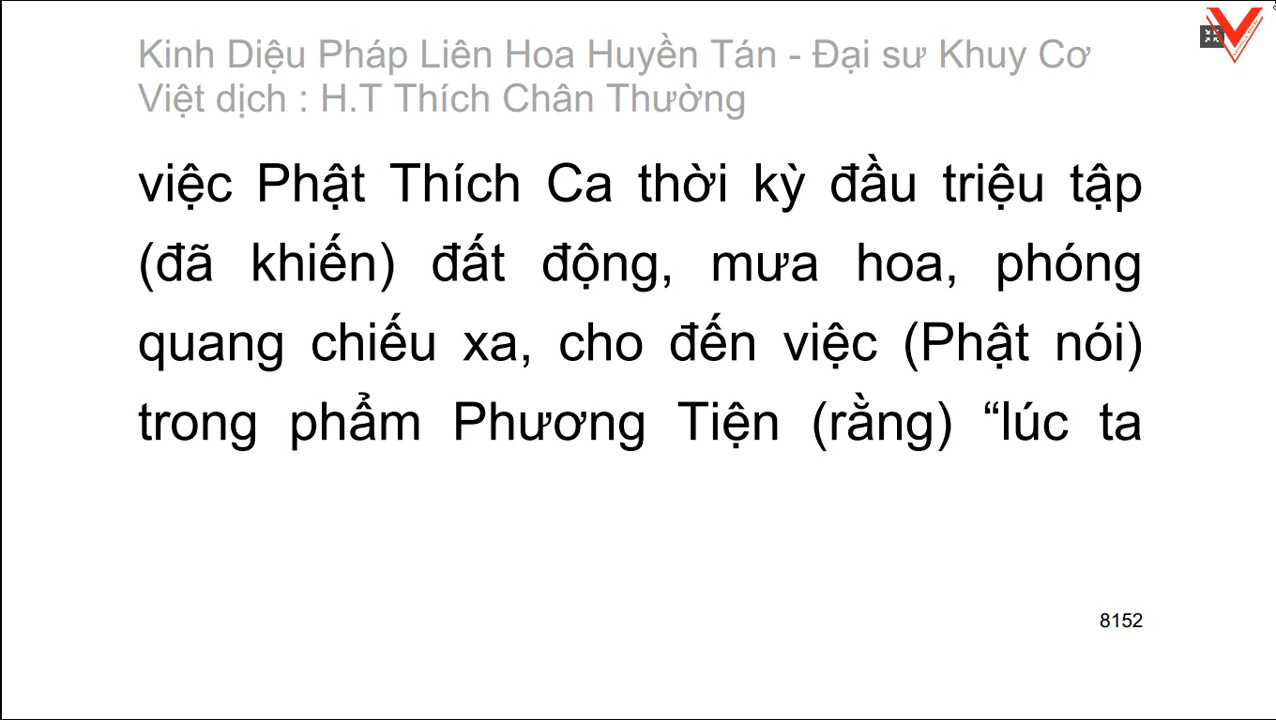 Kinh Diệu Pháp Liên Hoa Huyền Tán - Đại sư Khuy Cơ
Việt dịch : H.T Thích Chân Thường
việc Phật Thích Ca thời kỳ đầu triệu tập
(đã khiến) đất động, mưa hoa, phóng
quang chiếu xa, cho đến việc (Phật nói)
trong phẩm Phương Tiện (rằng) “lúc ta
8152